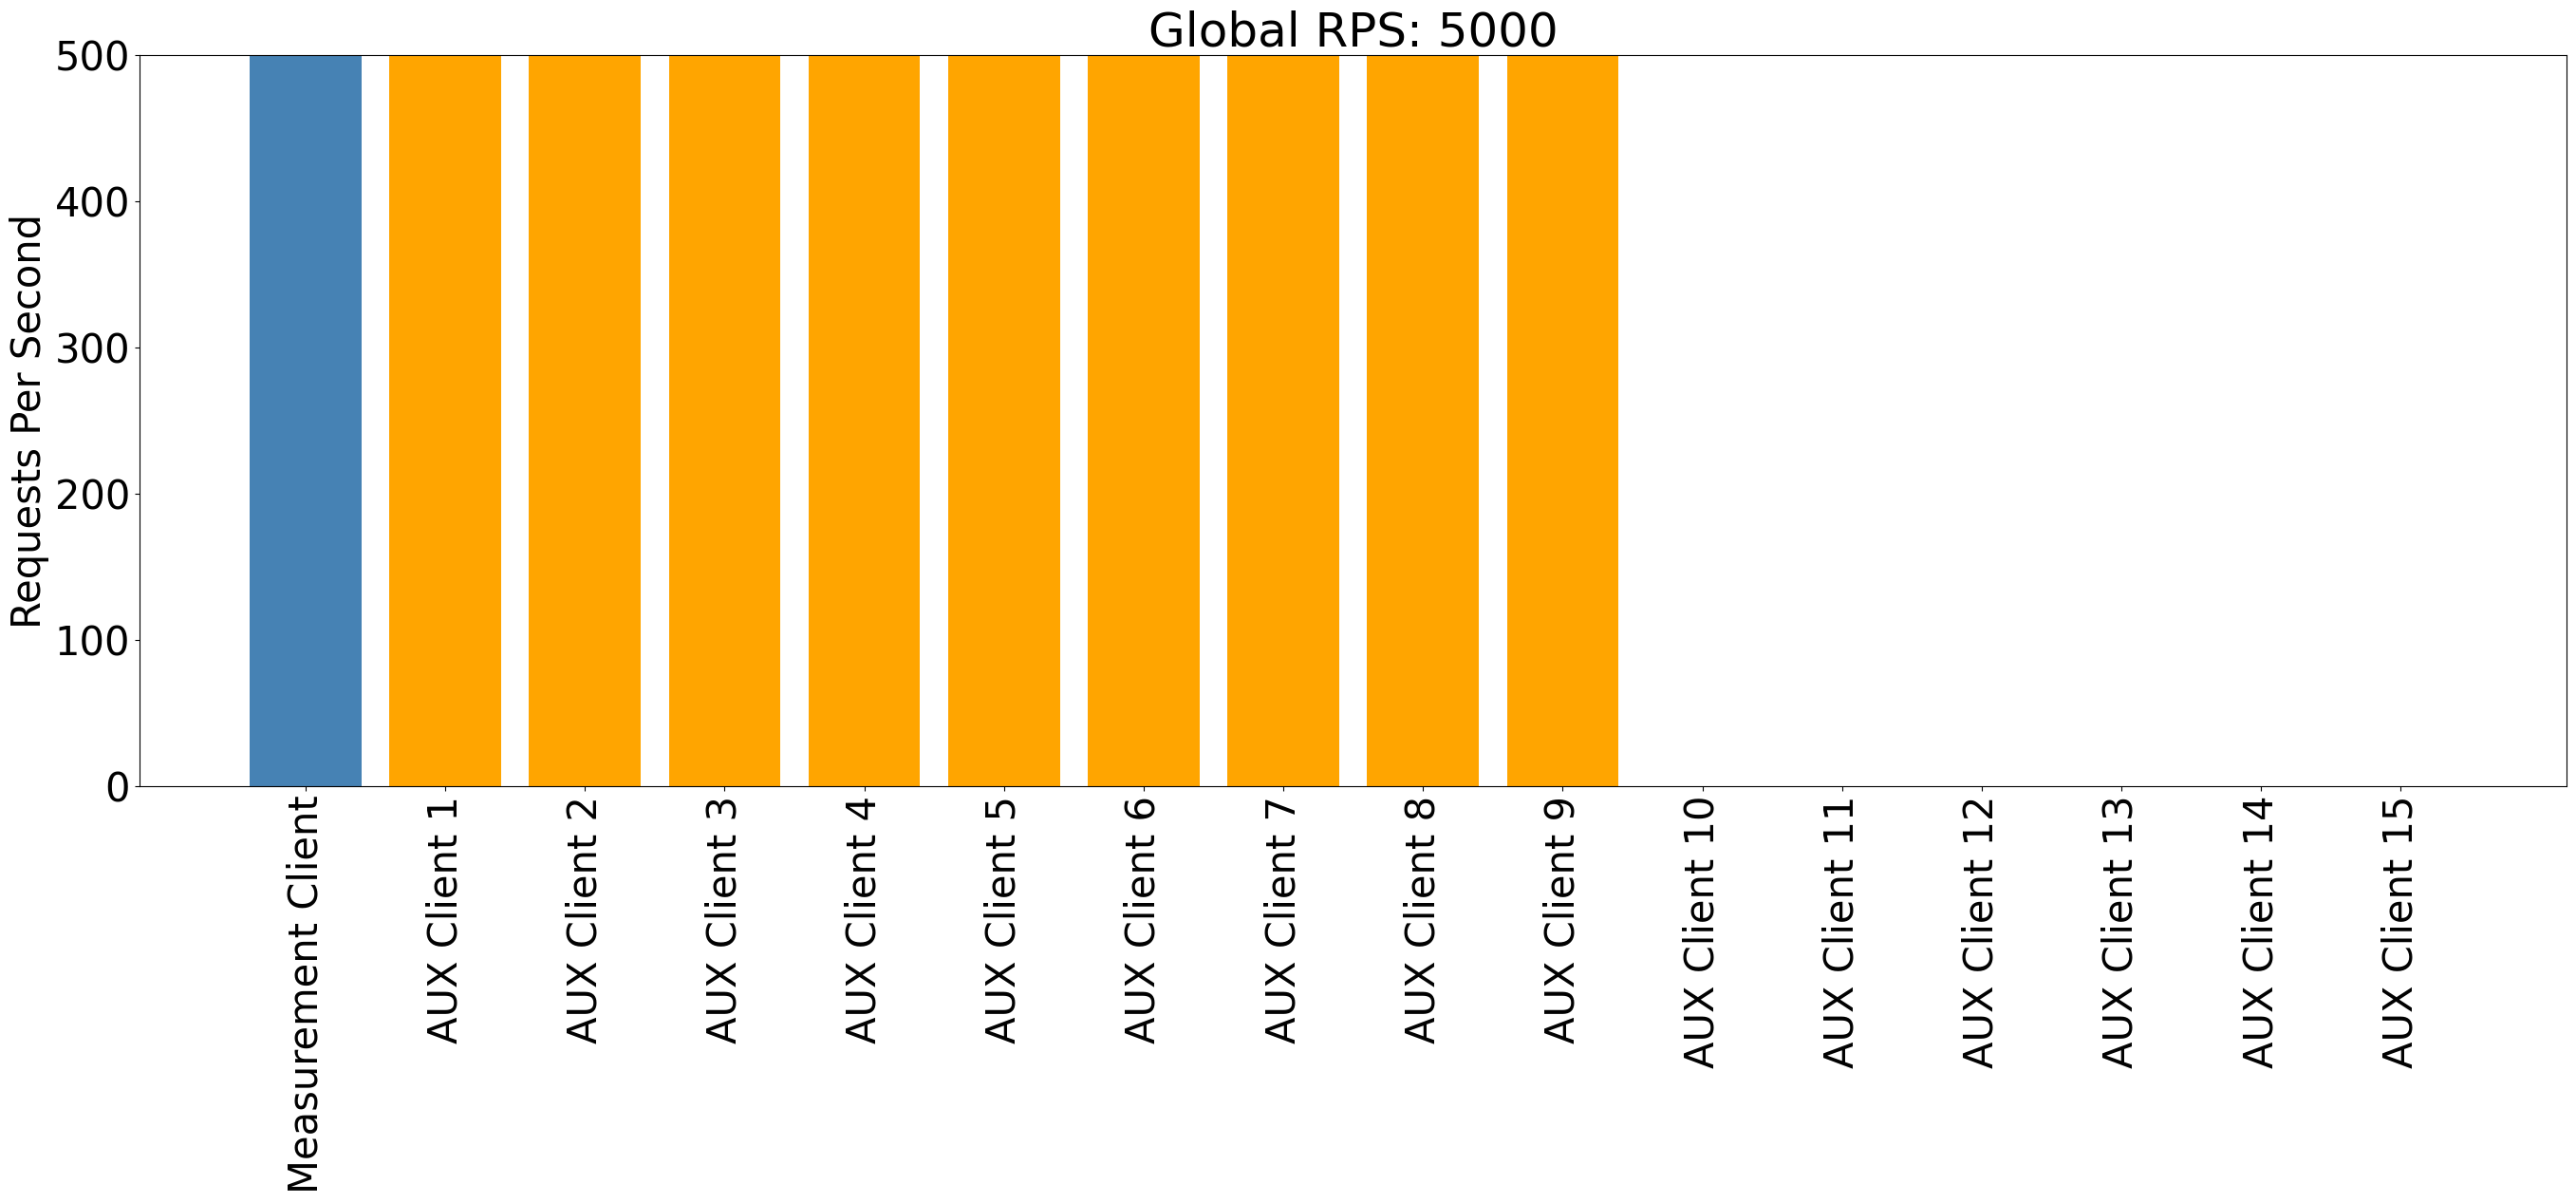 Global RPS: 5000
Requests Per Second
500
400
300
200
100
0
Measurement Client
AUX Client 1
AUX Client 2
AUX Client 3
AUX Client 4
AUX Client 5
AUX Client 6
AUX Client 7
AUX Client 8
AUX Client 9
AUX Client 10
AUX Client 11
AUX Client 12
AUX Client 13
AUX Client 14
AUX Client 15